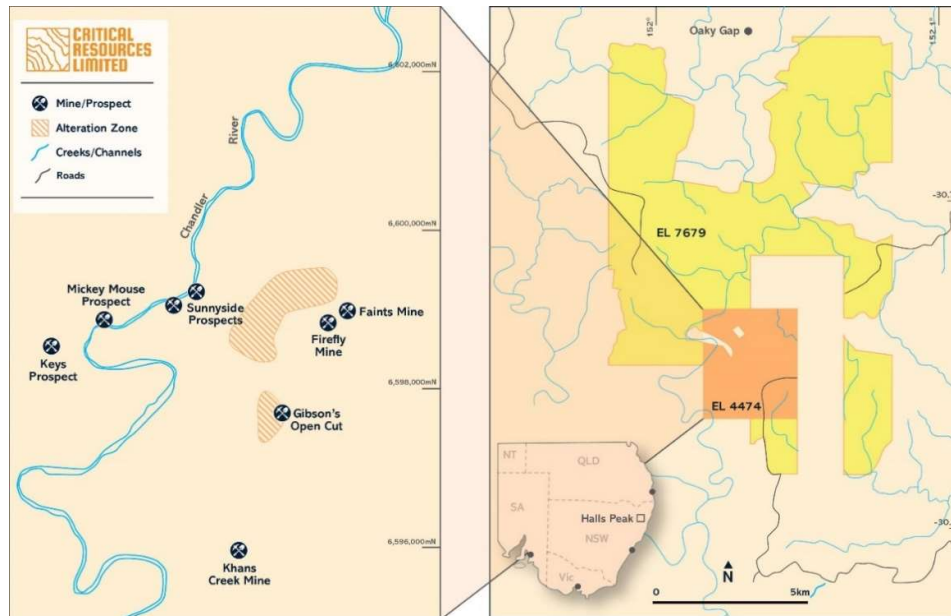 CRITICAL
RESOURCES
LIMITED
Mine/Prospect
Alteration Zone
Creeks/Channels
Roads
Chandler River
6,602,000mN
6,600,000mN
Mickey Mouse
Prospect
Sunnyside
Prospects
Faints Mine
Firefly
Mine
Keys
Prospect
6,598,000mN
Gibson's
Open Cut
6,596,000mN
Khans
Creek Mine
152°
152.1°
Oaky Gap
EL 7679
EL 4474
NT
QLD
SA
Halls Peak
NSW
Vic
N
0
5km